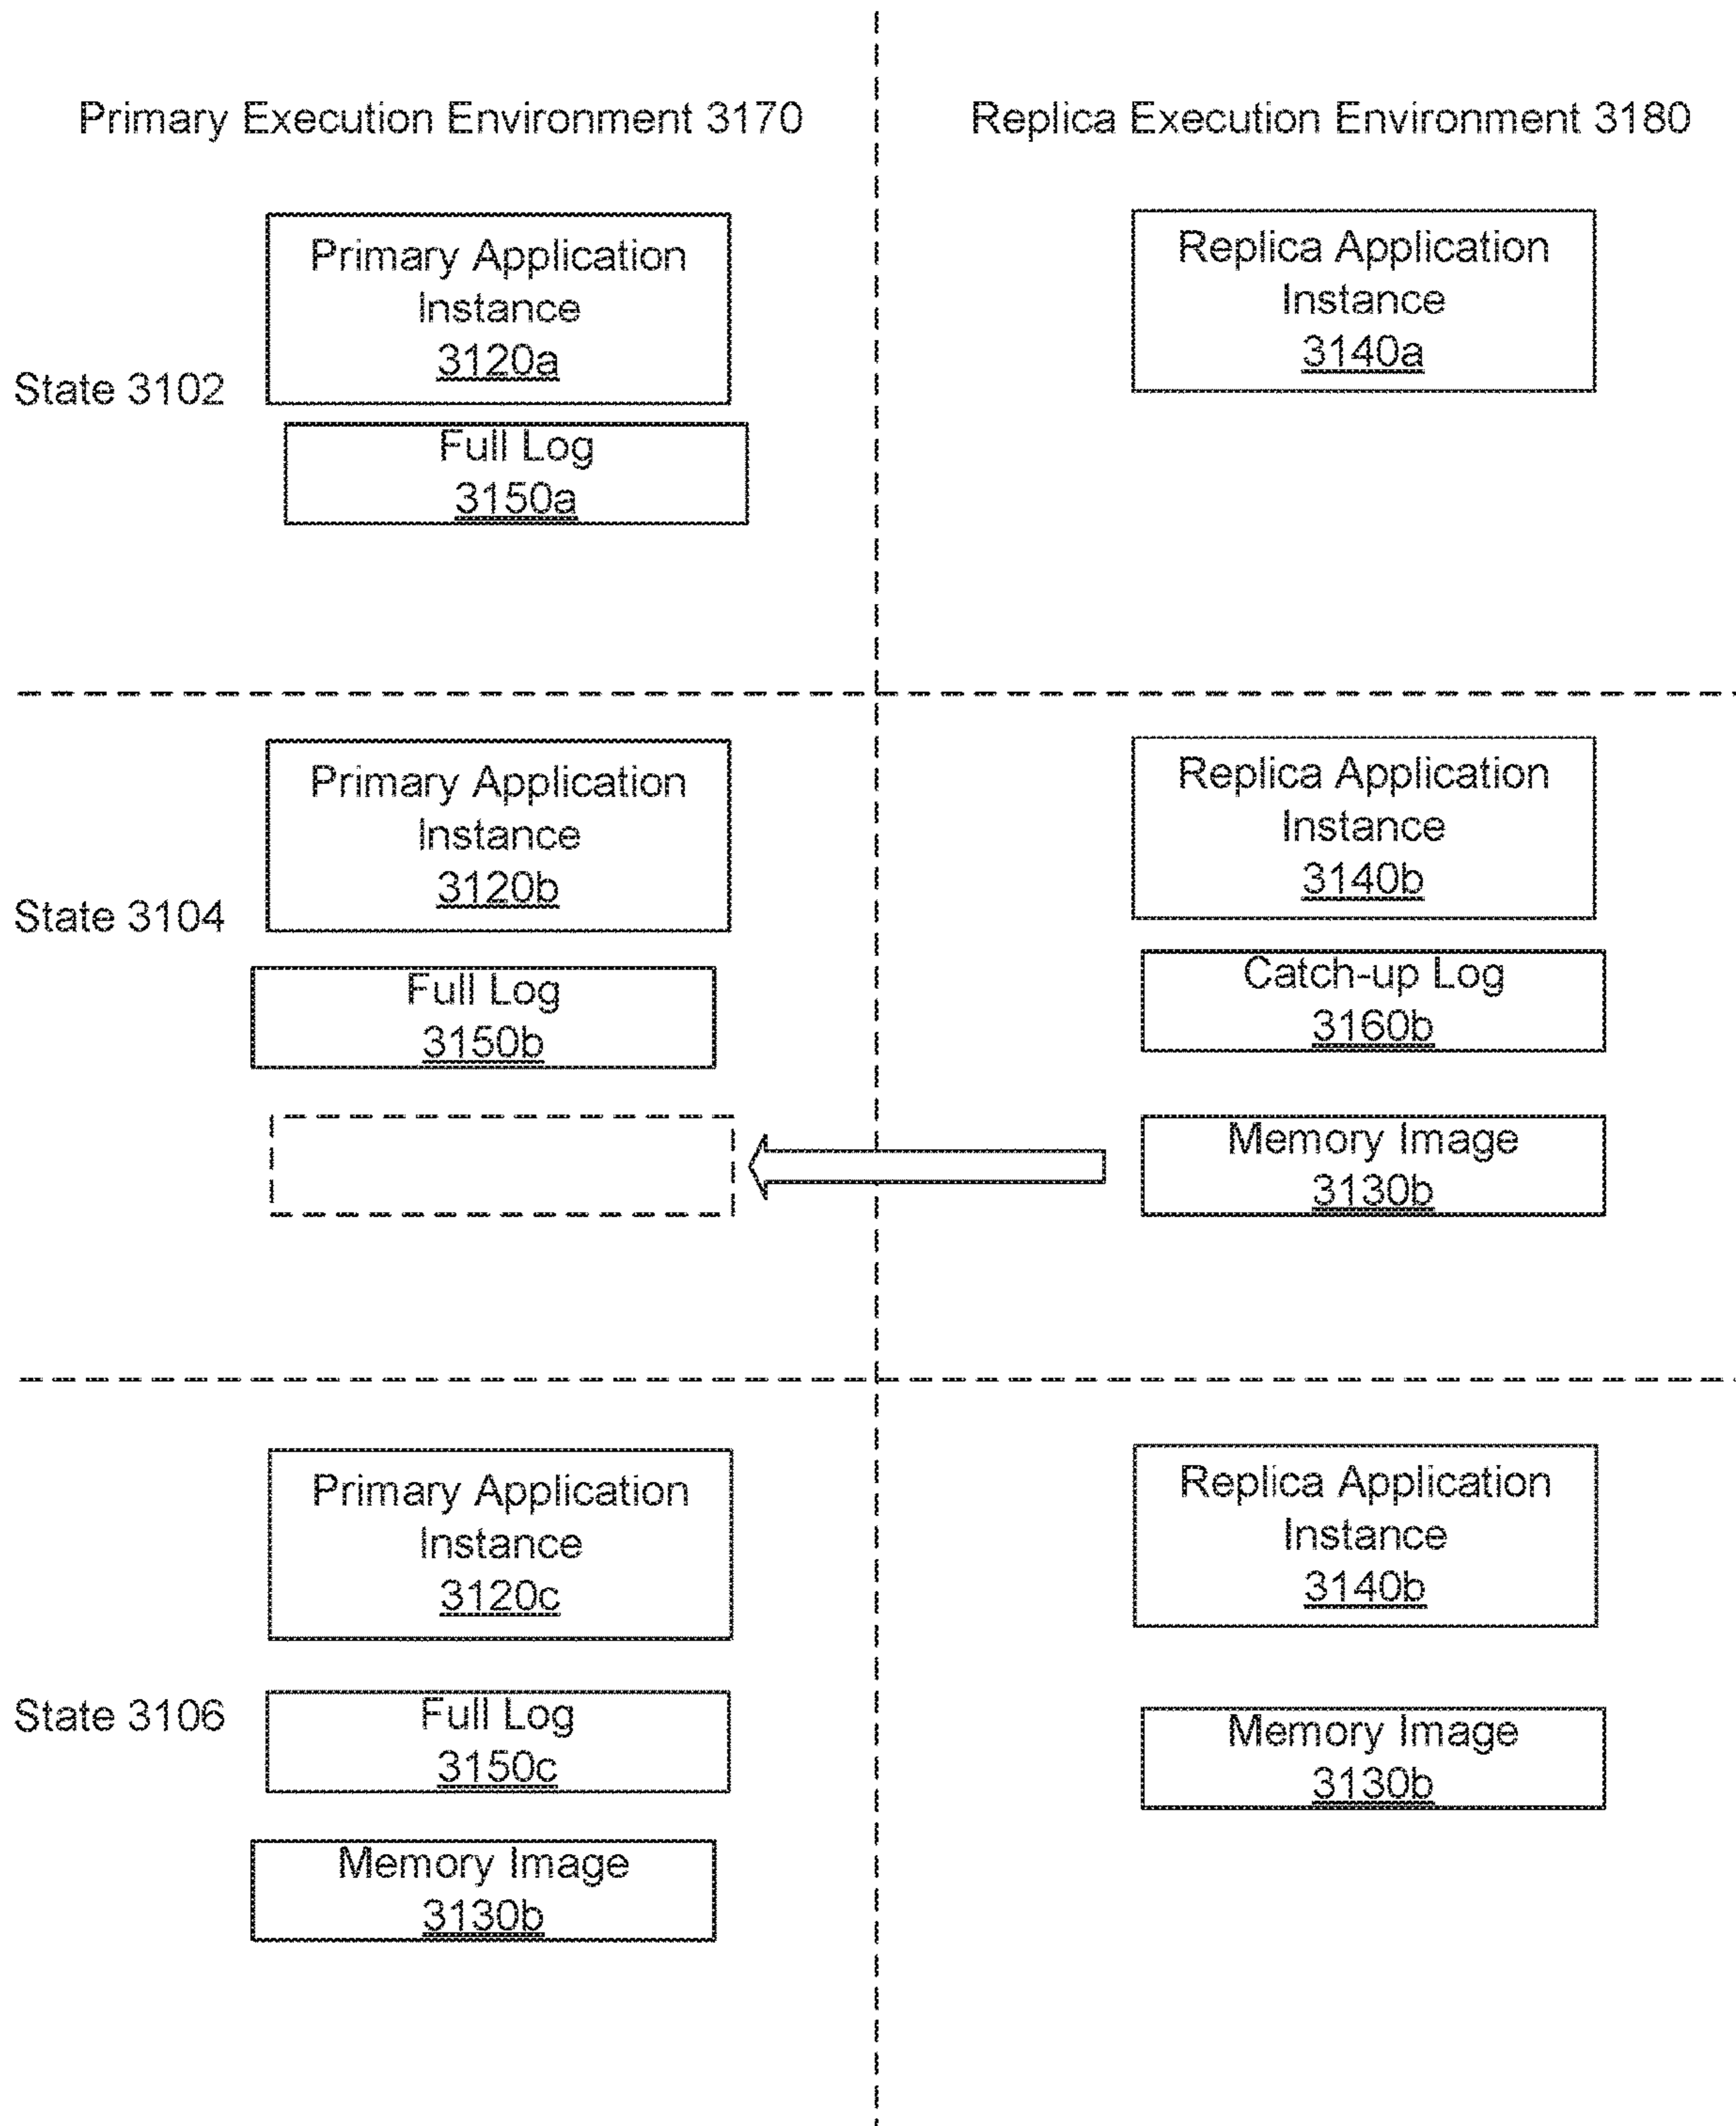 Primary Execution Environment 3170
Replica Execution Environment 3180
Primary Application
Instance
3120a
Replica Application
Instance
3140a
State 3102
Full Log
3150a
Primary Application
Instance
3120b
Replica Application
Instance
3140b
State 3104
Full Log
3150b
Catch-up Log
3160b
Memory Image
3130b
Primary Application
Instance
3120c
Replica Application
Instance
3140b
State 3106
Full Log
3150c
Memory Image
3130b
Memory Image
3130b